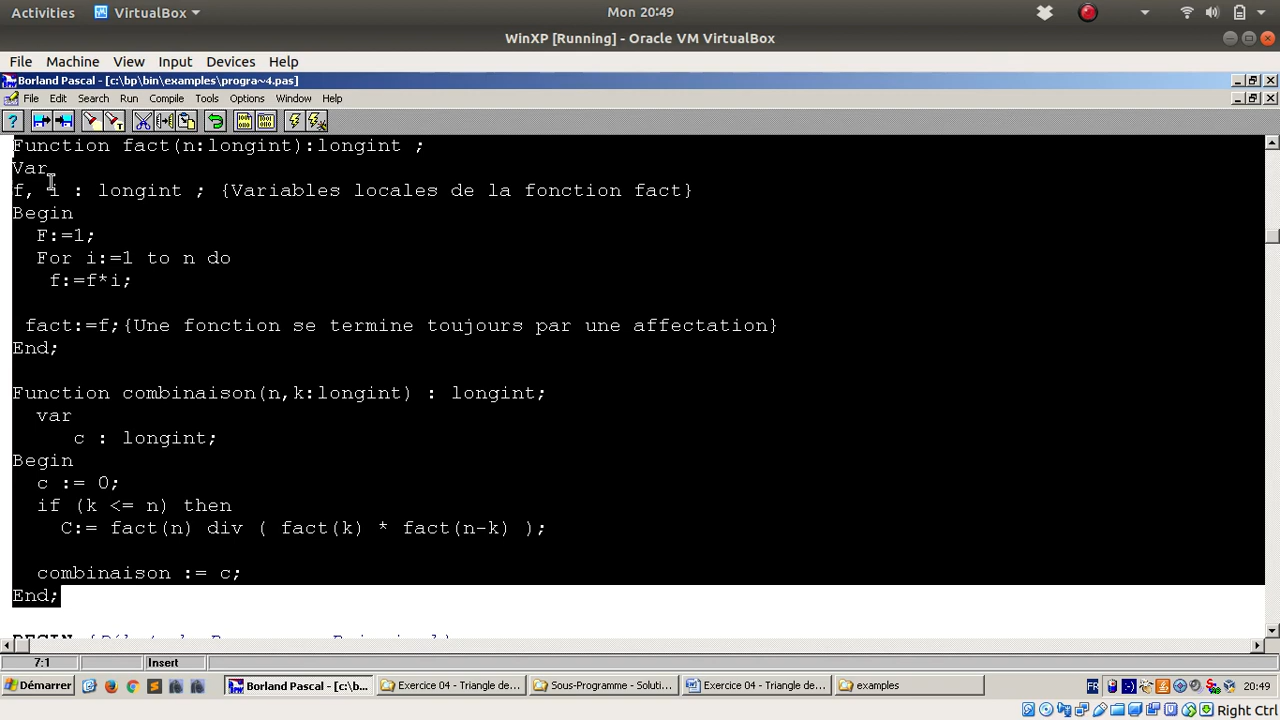 Activities VirtualBox Mon 20:49
WinXP [Running] - Oracle VM VirtualBox
File Machine View Input Devices Help
Borland Pascal - [c:\bp\bin\examples\progra~4.pas]
File Edit Search Run Compile Tools Options Window Help
Function fact(n:longint):longint ;
Var
f, i : longint ; {Variables locales de la fonction fact}
Begin
F:=1;
For i:=1 to n do
f:=f*i;
fact:=f;{Une fonction se termine toujours par une affectation}
End;
Function combinaison(n,k:longint) : longint;
var
c : longint;
Begin
c := 0;
if (k <= n) then
C:= fact(n) div ( fact(k) * fact(n-k) );
combinaison := c;
End;
7:1 Insert
Démarrer Borland Pascal - [c:\b... Exercice 04 - Triangle de... Sous-Programme - Soluti... Exercice 04 - Triangle de... examples FR 20:49
Right Ctrl